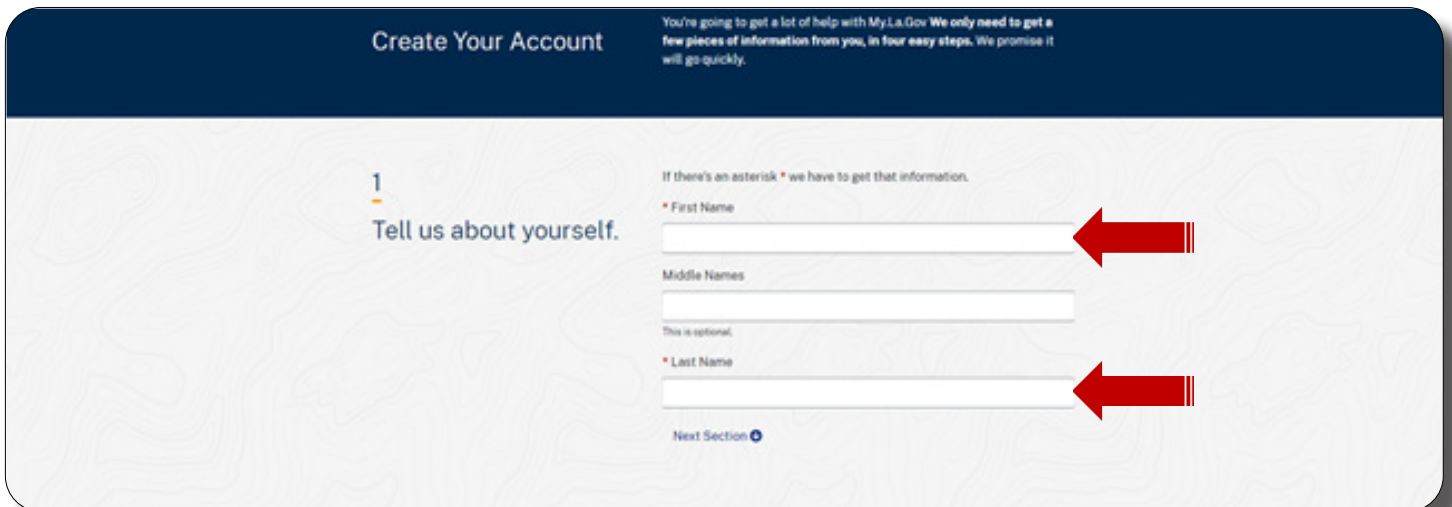 Create Your Account
You're going to get a lot of help with My.La.Gov We only need to get a
few pieces of information from you, in four easy steps. We promise it
will go quickly.
1
Tell us about yourself.
If there's an asterisk * we have to get that information.
* First Name
Middle Names
This is optional.
* Last Name
Next Section